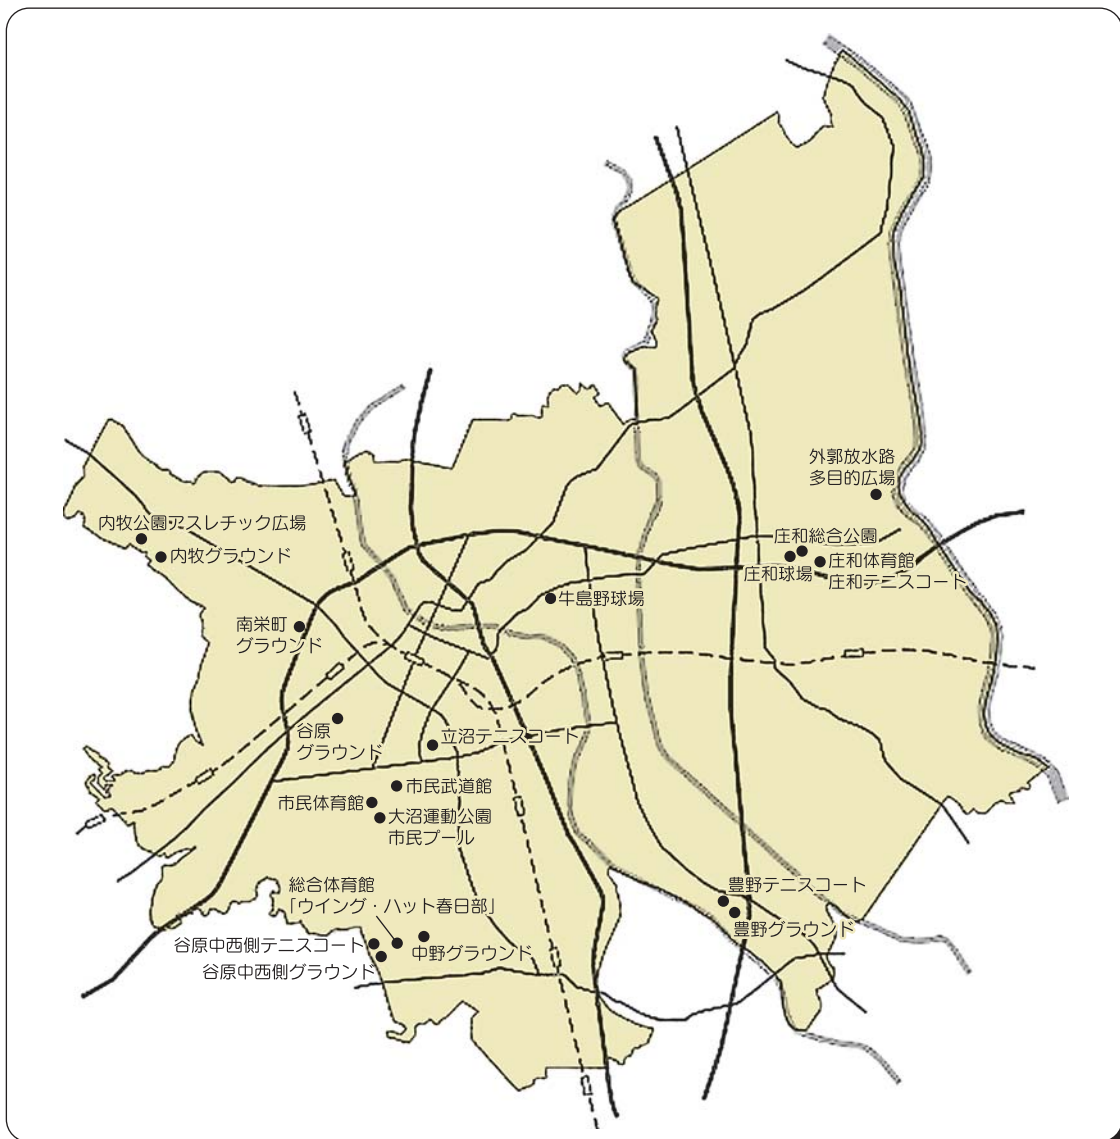 外郭放水路
多目的広場
内牧公園アスレチック広場
内牧グラウンド
庄和総合公園
庄和球場
庄和体育館
庄和テニスコート
牛島野球場
南栄町
グラウンド
谷原
グラウンド
立沼テニスコート
市民武道館
市民体育館
大沼運動公園
市民プール
総合体育館
「ウイング・ハット春日部」
豊野テニスコート
豊野グラウンド
谷原中西側テニスコート
中野グラウンド
谷原中西側グラウンド